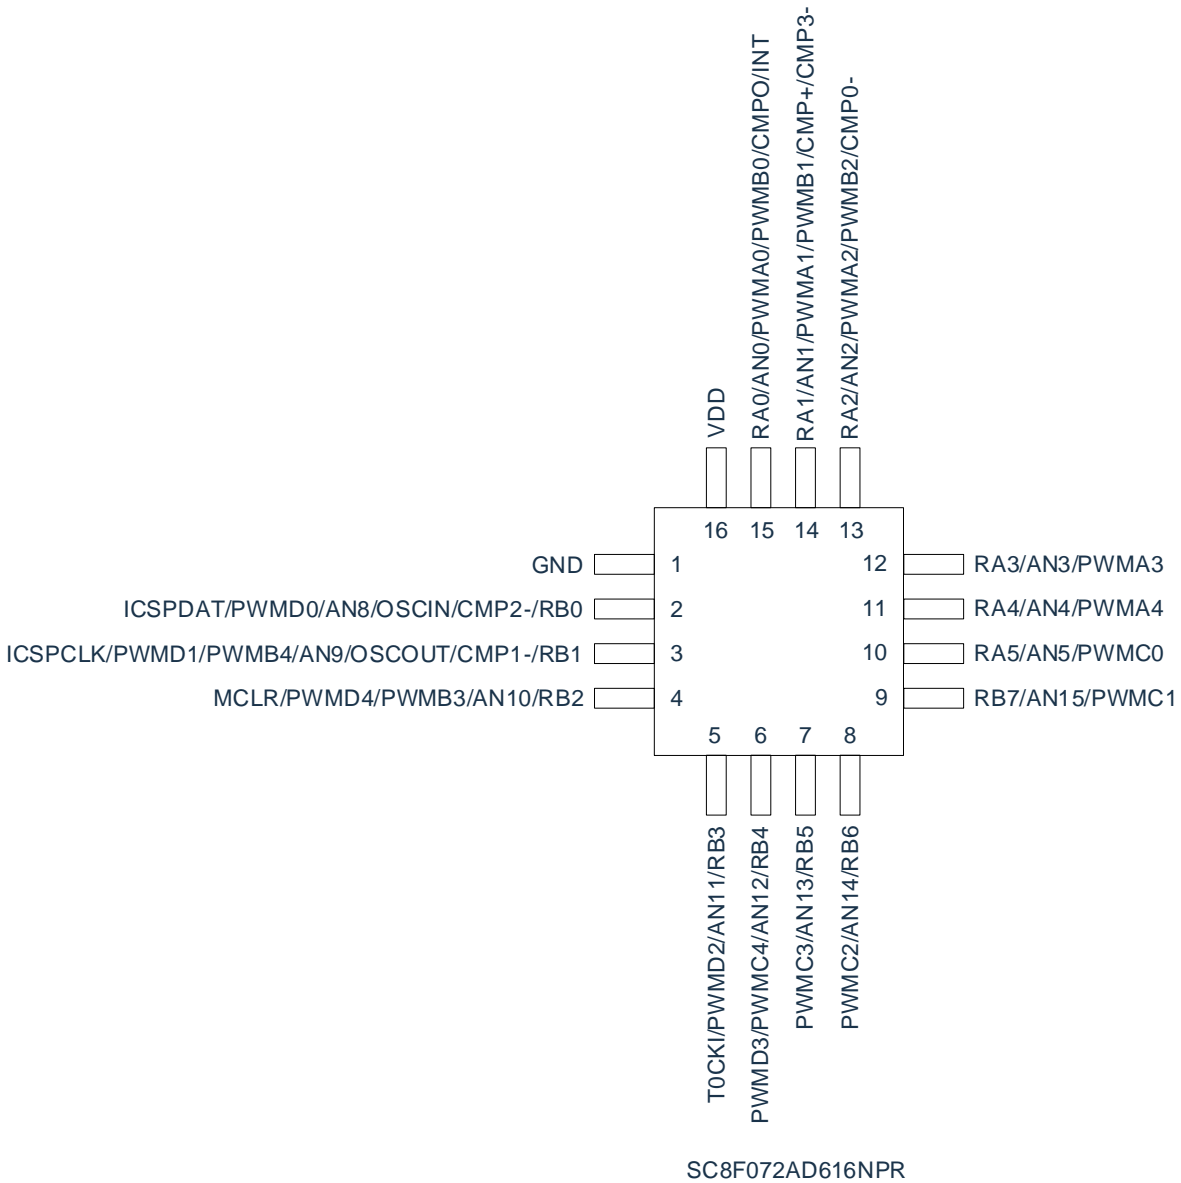 RA0/AN0/PWMA0/PWMB0/CMPO/INT
RA1/AN1/PWMA1/PWMB1/CMP+/CMP3-
RA2/AN2/PWMA2/PWMB2/CMP0-
VDD
16 15 14 13
GND 1 12 RA3/AN3/PWMA3
ICSPDAT/PWMD0/AN8/OSCIN/CMP2-/RB0 2 11 RA4/AN4/PWMA4
ICSPCLK/PWMD1/PWMB4/AN9/OSCOUT/CMP1-/RB1 3 10 RA5/AN5/PWMC0
MCLR/PWMD4/PWMB3/AN10/RB2 4 9 RB7/AN15/PWMC1
5 6 7 8
T0CKI/PWMD2/AN11/RB3
PWMD3/PWMC4/AN12/RB4
PWMC3/AN13/RB5
PWMC2/AN14/RB6
SC8F072AD616NPR